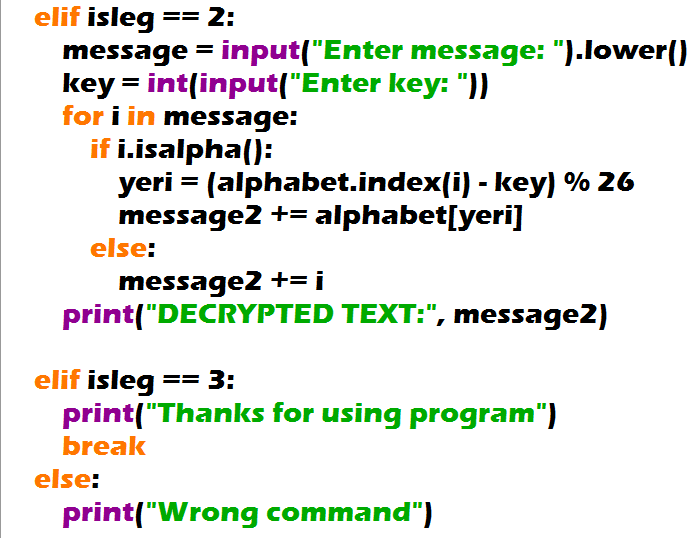 elif isleg == 2:
message = input("Enter message: ").lower()
key = int(input("Enter key: "))
for i in message:
if i.isalpha():
yeri = (alphabet.index(i) - key) % 26
message2 += alphabet[yeri]
else:
message2 += i
print("DECRYPTED TEXT:", message2)
elif isleg == 3:
print("Thanks for using program")
break
else:
print("Wrong command")